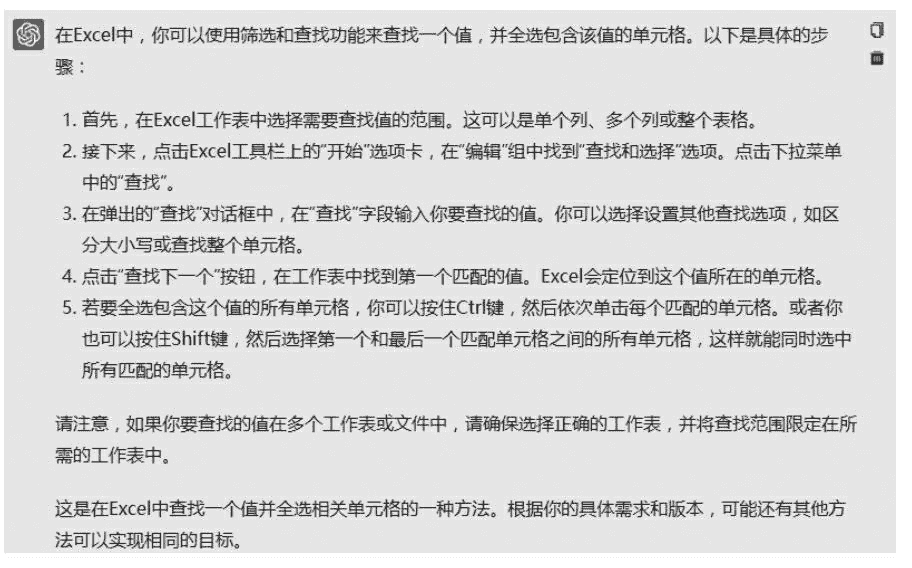 在Excel中，你可以使用筛选和查找功能来查找一个值，并全选包含该值的单元格。以下是具体的步
骤：
1. 首先，在Excel工作表中选择需要查找值的范围。这可以是单个列、多个列或整个表格。
2. 接下来，点击Excel工具栏上的“开始”选项卡，在“编辑”组中找到“查找和选择”选项。点击下拉菜单
中的“查找”。
3. 在弹出的“查找”对话框中，在“查找”字段输入你要查找的值。你可以选择设置其他查找选项，如区
分大小写或查找整个单元格。
4. 点击“查找下一个”按钮，在工作表中找到第一个匹配的值。Excel会定位到这个值所在的单元格。
5. 若要全选包含这个值的所有单元格，你可以按住Ctrl键，然后依次单击每个匹配的单元格。或者你
也可以按住Shift键，然后选择第一个和最后一个匹配单元格之间的所有单元格，这样就能同时选中
所有匹配的单元格。
请注意，如果你要查找的值在多个工作表或文件中，请确保选择正确的工作表，并将查找范围限定在所
需的工作表中。
这是在Excel中查找一个值并全选相关单元格的一种方法。根据你的具体需求和版本，可能还有其他方
法可以实现相同的目标。